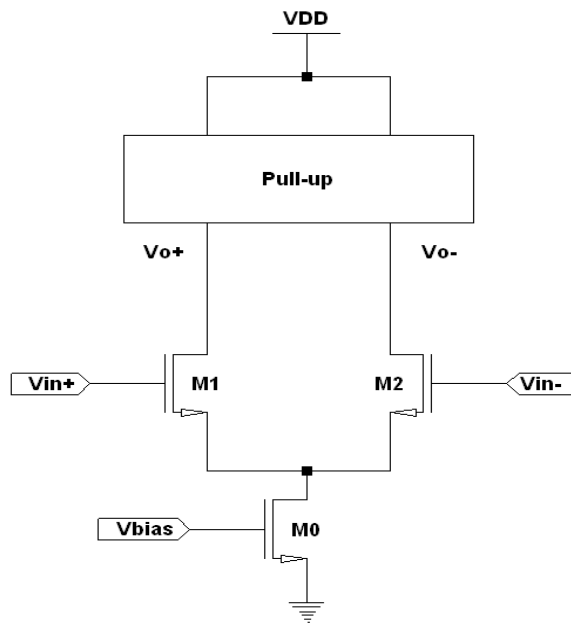 VDD
Pull-up
Vo+
Vo-
Vin+
M1
M2
Vin-
Vbias
M0